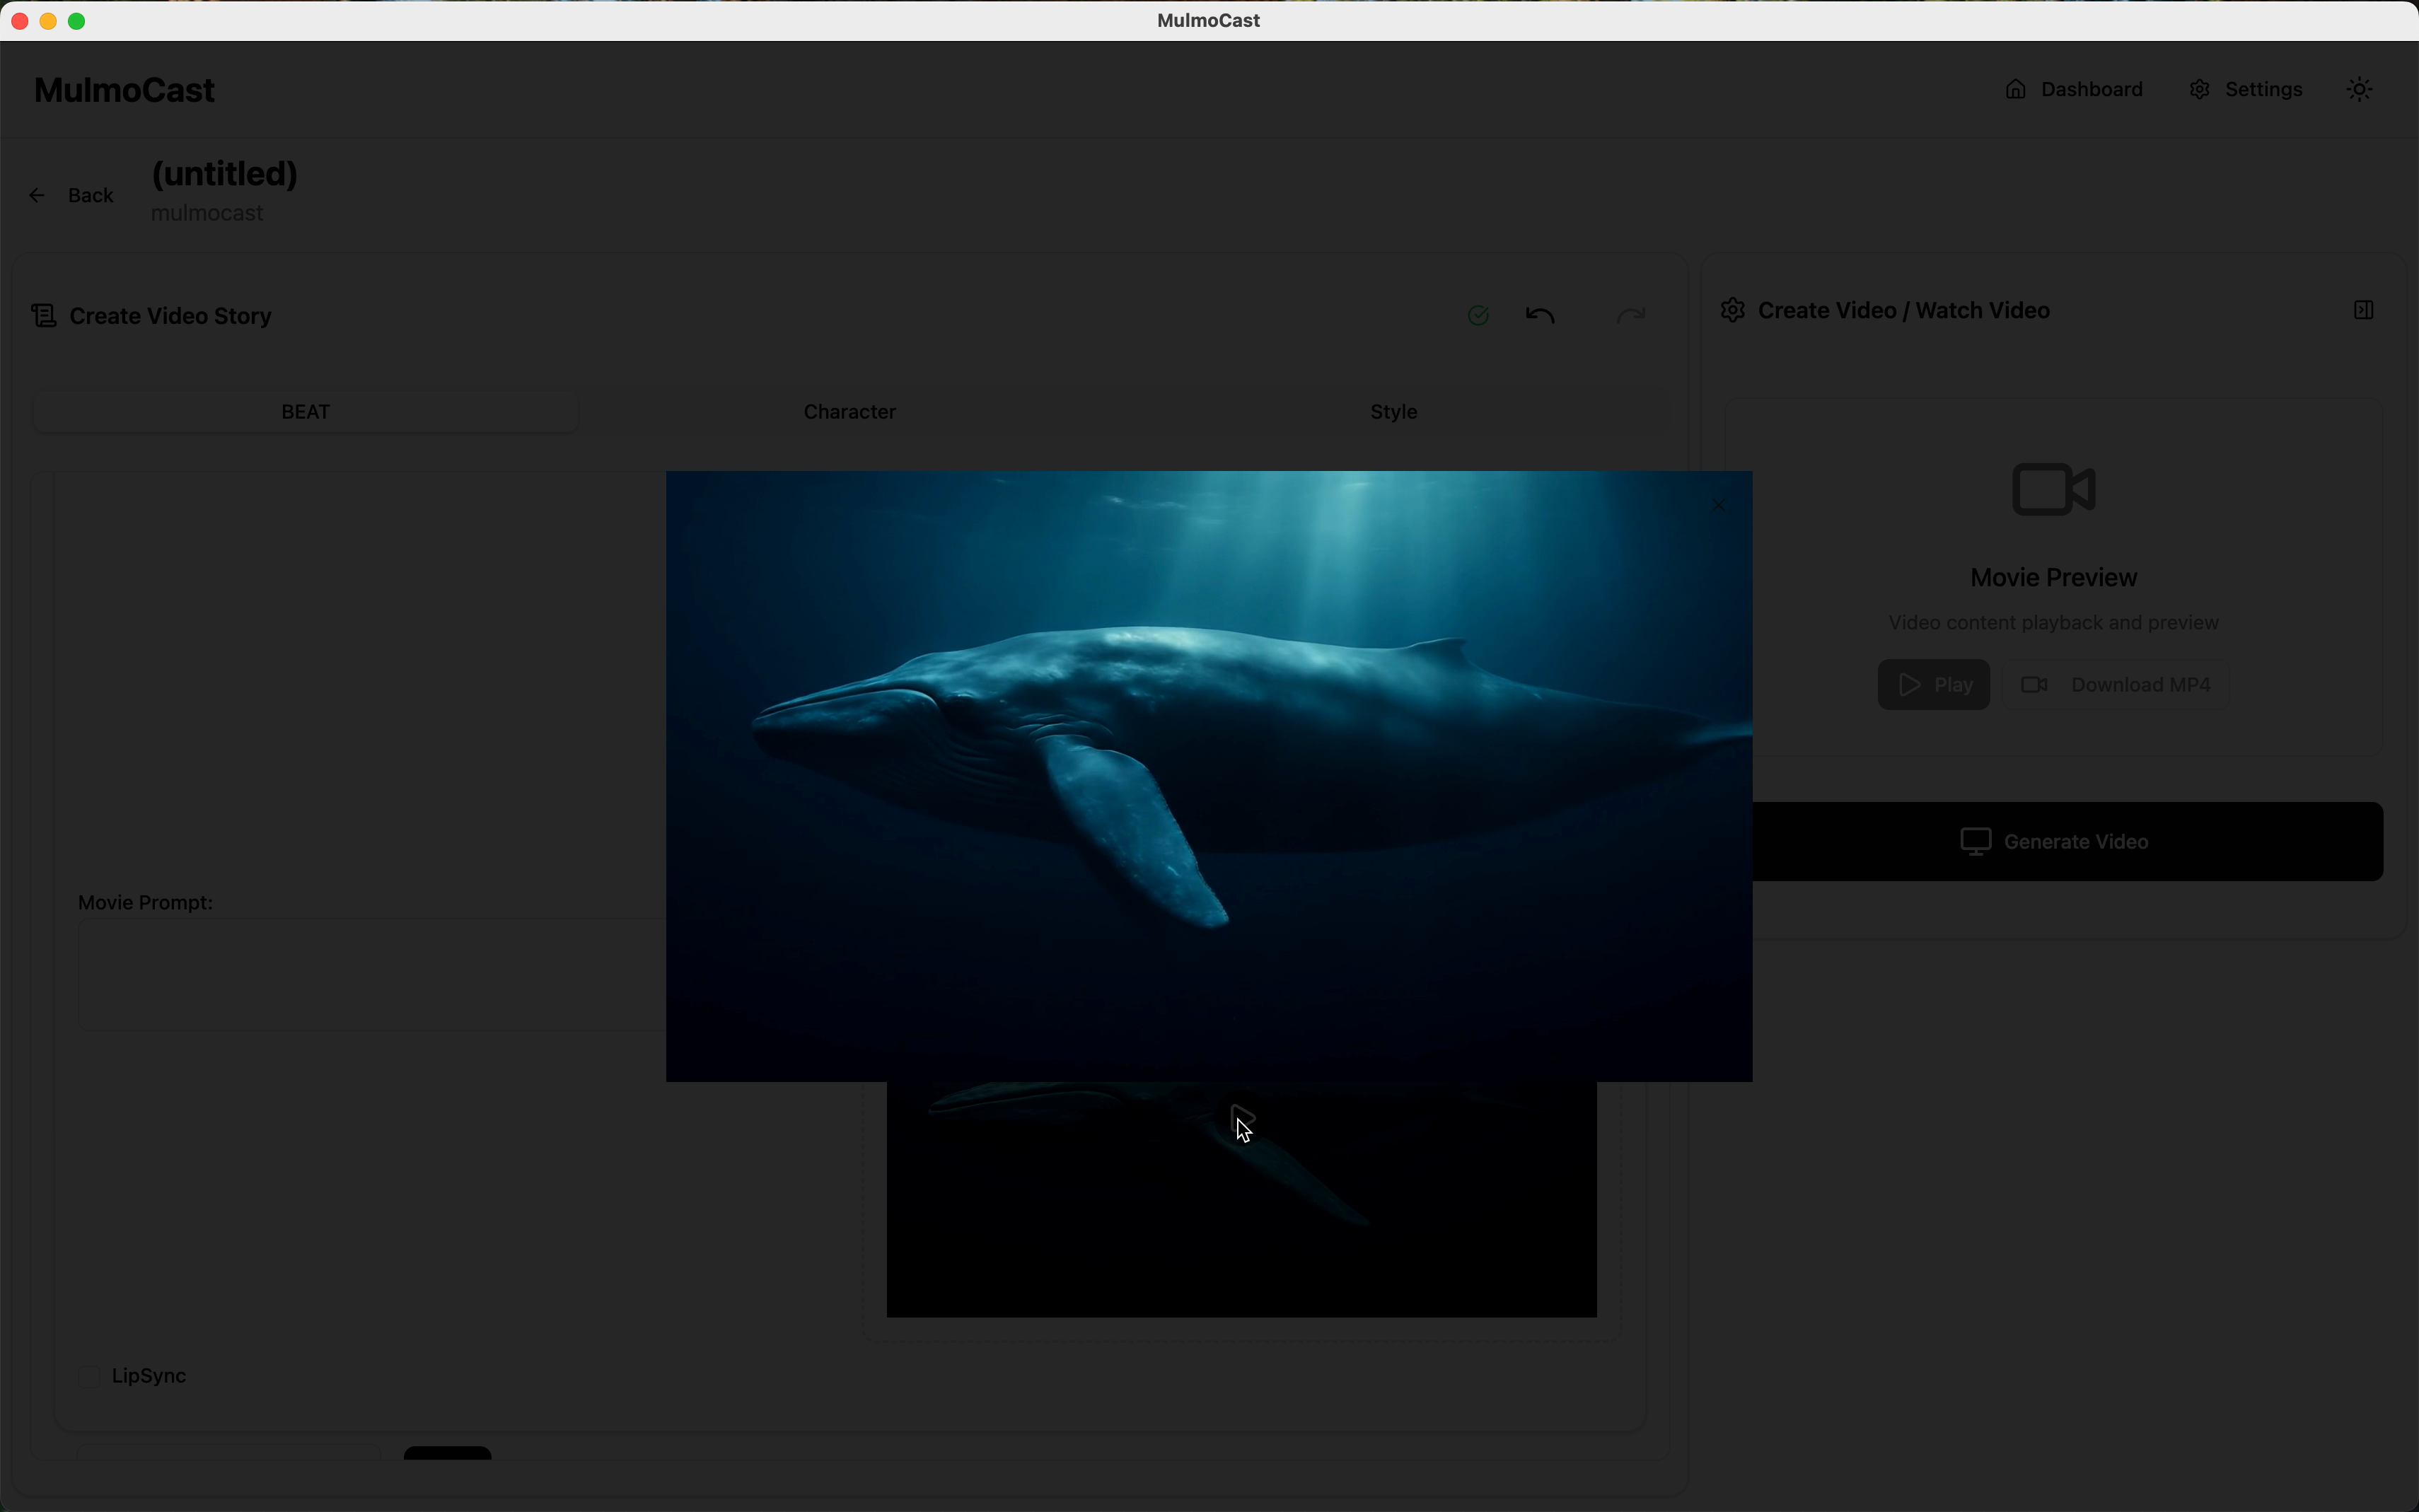 MulmoCast
MulmoCast
Dashboard
Settings
Back
(untitled)
mulmocast
Create Video Story
BEAT
Character
Style
Movie Prompt:
LipSync
Create Video / Watch Video
Movie Preview
Video content playback and preview
Play
Download MP4
Generate Video